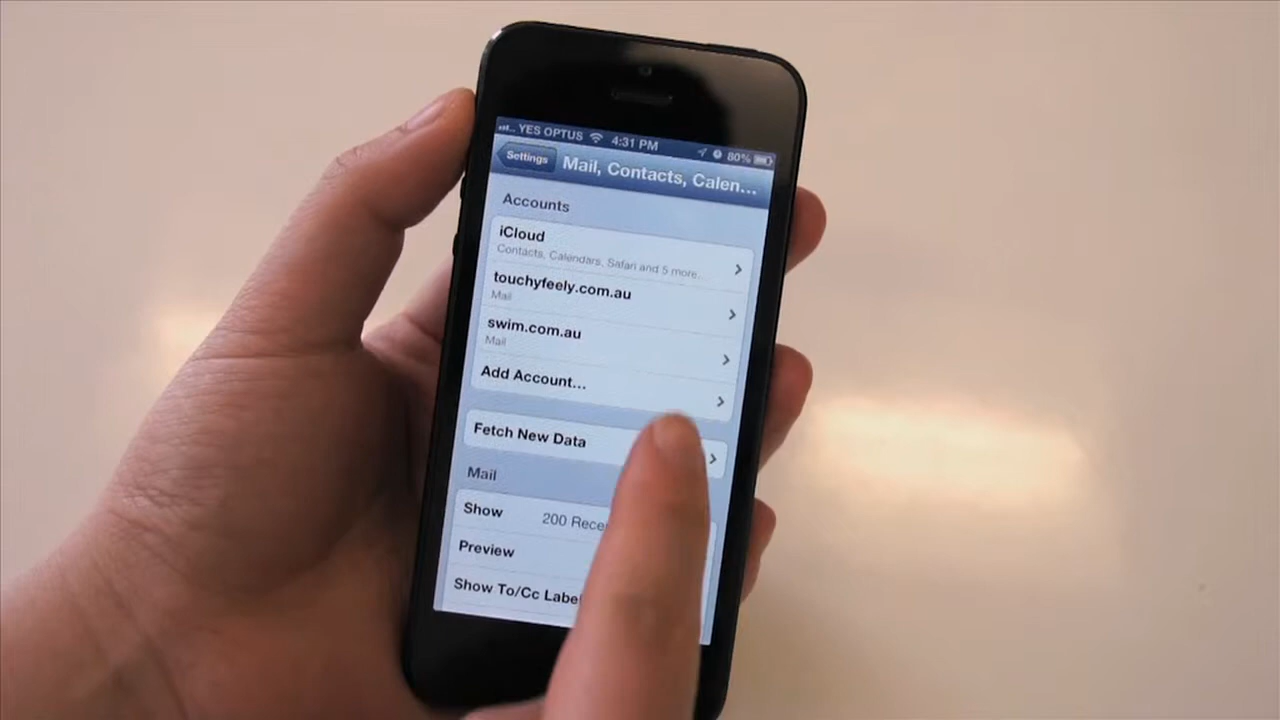 YES OPTUS 4:31 PM 80%
Settings Mail, Contacts, Calen...
Accounts
iCloud
Contacts, Calendars, Safari and 5 more...
touchyfeely.com.au
Mail
swim.com.au
Mail
Add Account...
Fetch New Data
Mail
Show 200 Rece
Preview
Show To/Cc Label